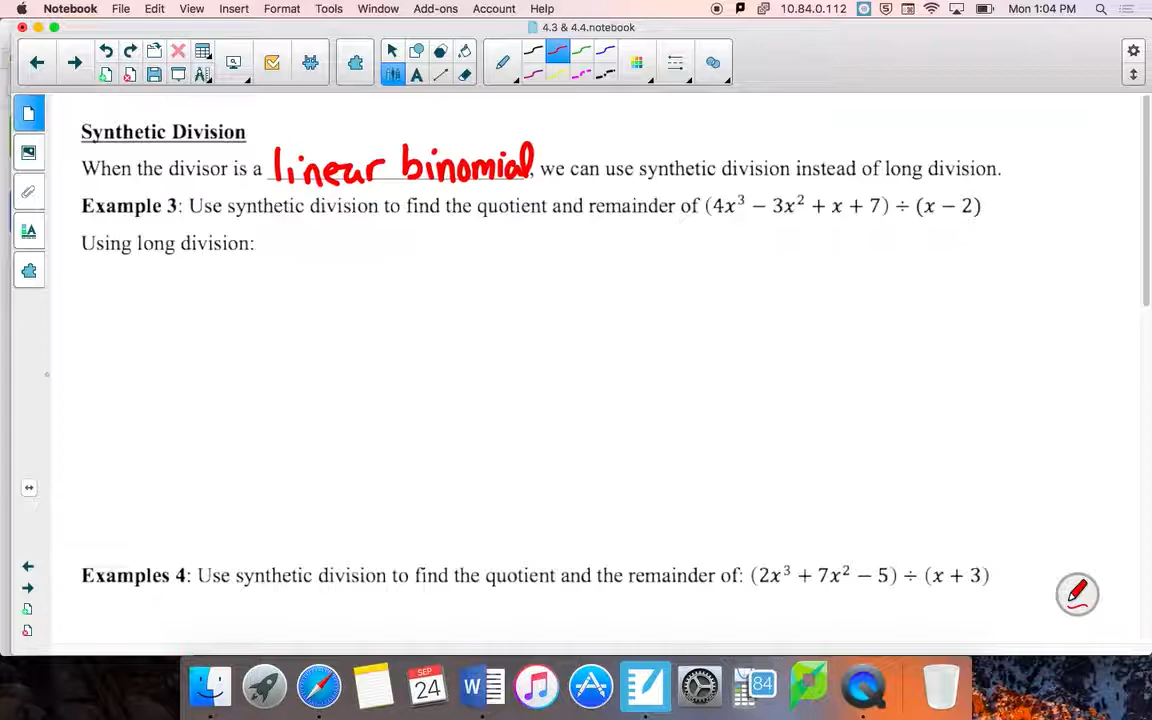 Notebook File Edit View Insert Format Tools Window Add-ons Account Help 10.84.0.112 Mon 1:04 PM
4.3 & 4.4.notebook
Synthetic Division
When the divisor is a linear binomial, we can use synthetic division instead of long division.
Example 3: Use synthetic division to find the quotient and remainder of (4x³ − 3x² + x + 7) ÷ (x − 2)
Using long division:
Examples 4: Use synthetic division to find the quotient and the remainder of: (2x³ + 7x² − 5) ÷ (x + 3)
SEP
24
W
84